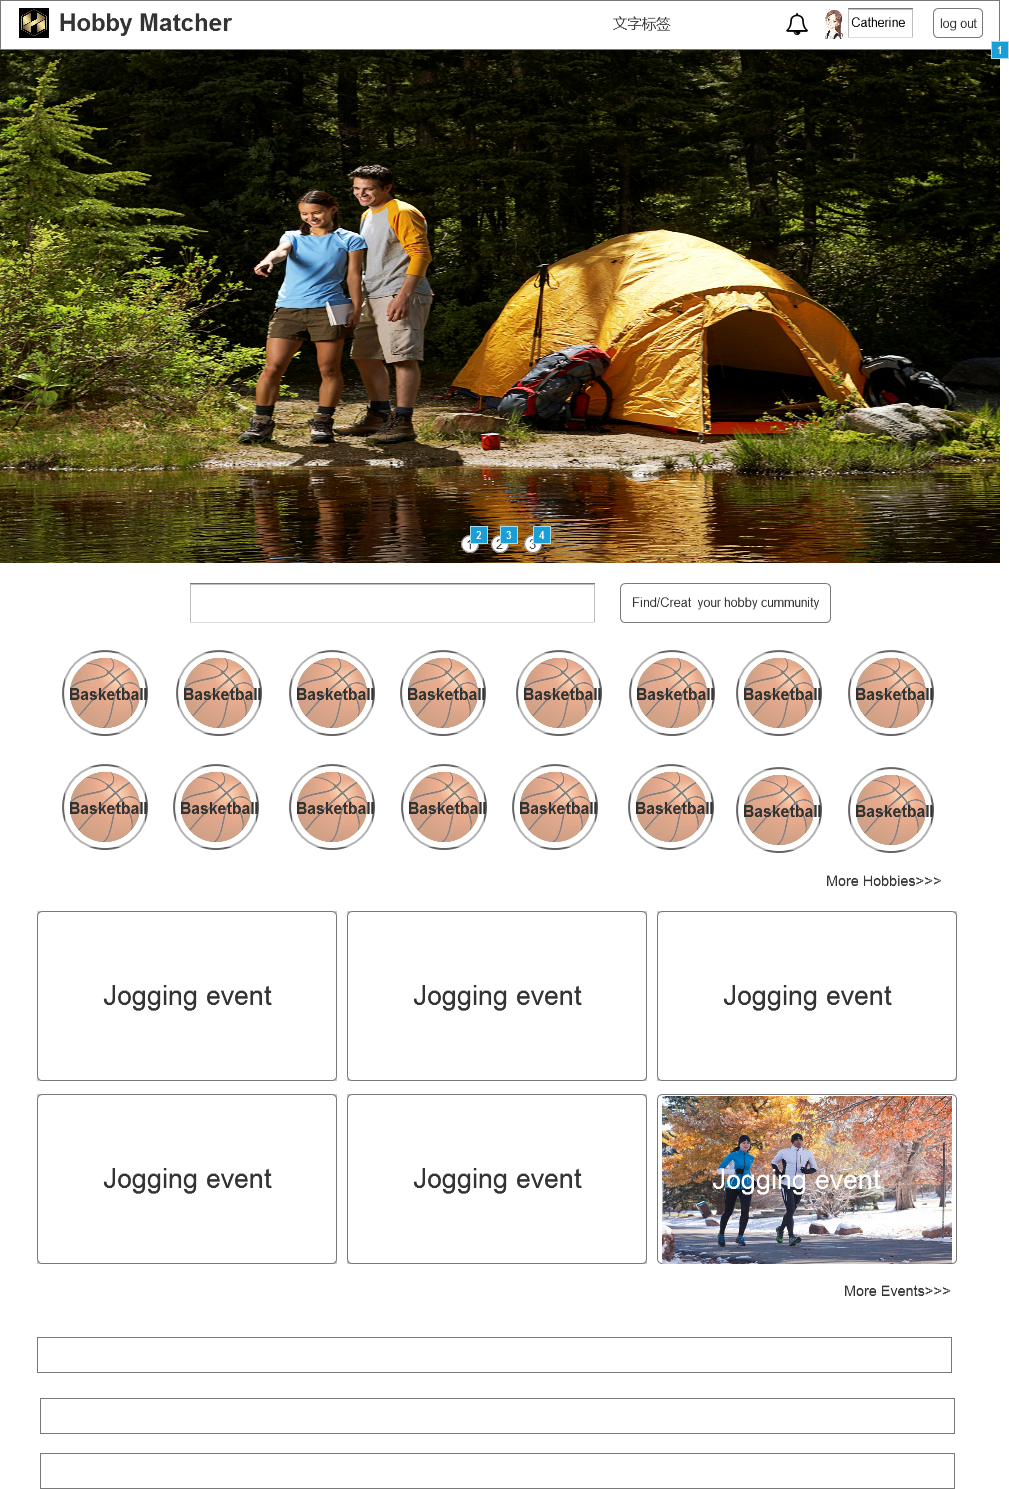 Hobby Matcher
文字标签
Catherine
log out
1
2
3
4
1
2
3
Find/Creat your hobby cummunity
Basketball Basketball Basketball Basketball Basketball Basketball Basketball Basketball
Basketball Basketball Basketball Basketball Basketball Basketball Basketball Basketball
More Hobbies>>>
Jogging event Jogging event Jogging event
Jogging event Jogging event Jogging event
More Events>>>